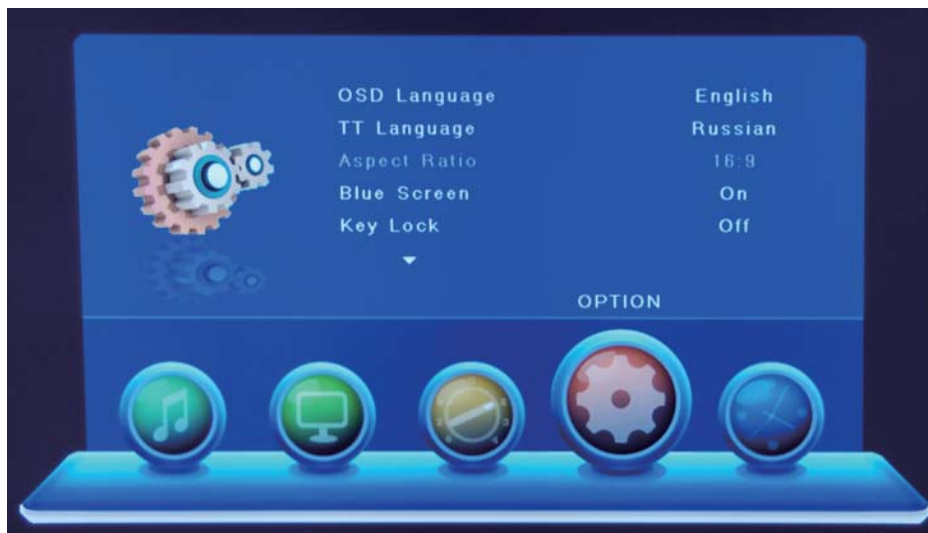 OSD Language English
TT Language Russian
Aspect Ratio 16:9
Blue Screen On
Key Lock Off
OPTION